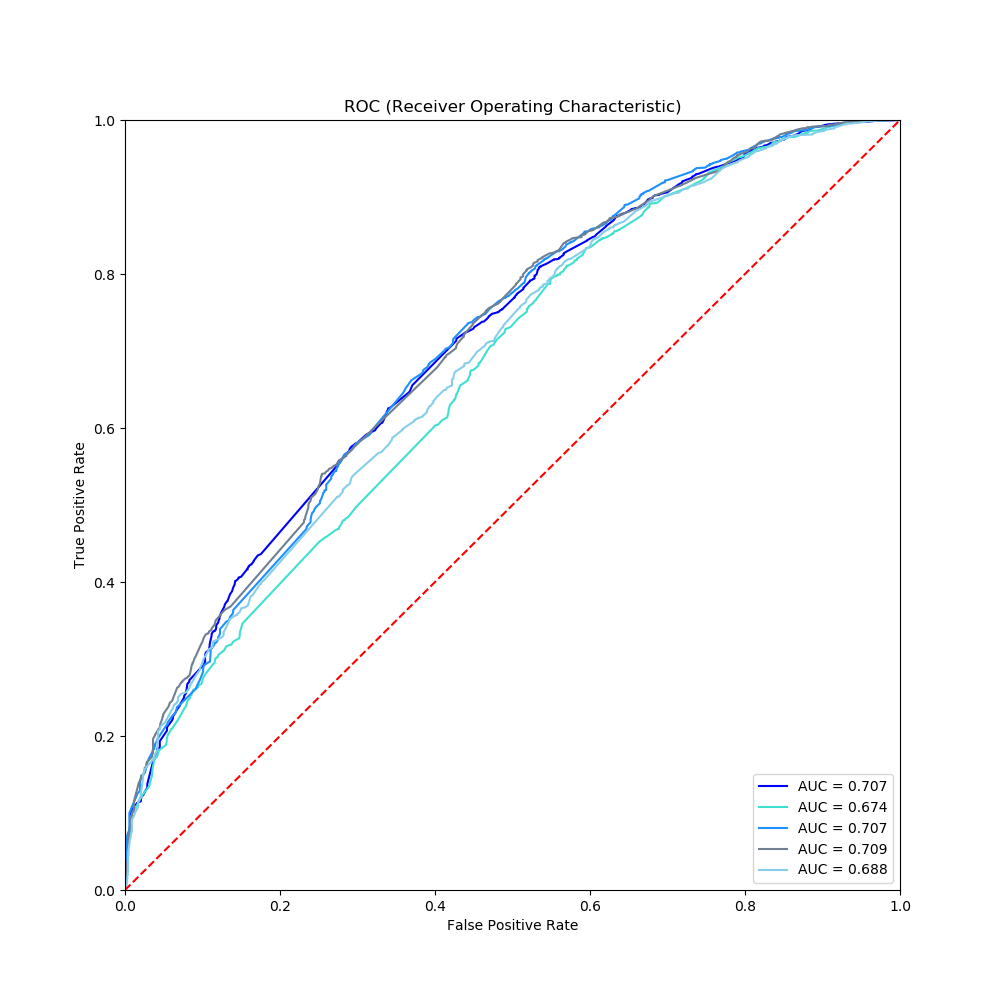 ROC (Receiver Operating Characteristic)
1.0
0.8
0.6
0.4
0.2
0.0
True Positive Rate
0.0 0.2 0.4 0.6 0.8 1.0
False Positive Rate
AUC = 0.707
AUC = 0.674
AUC = 0.707
AUC = 0.709
AUC = 0.688